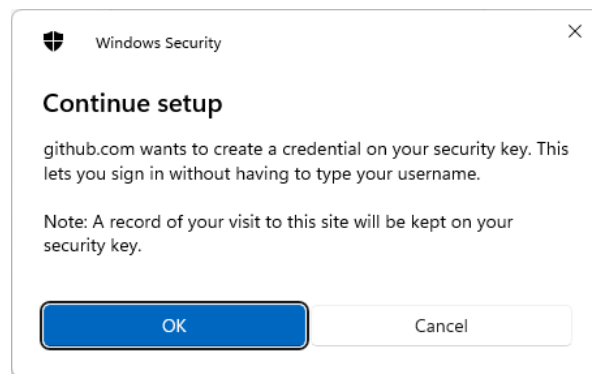 Windows Security
Continue setup
github.com wants to create a credential on your security key. This
lets you sign in without having to type your username.
Note: A record of your visit to this site will be kept on your
security key.
OK
Cancel